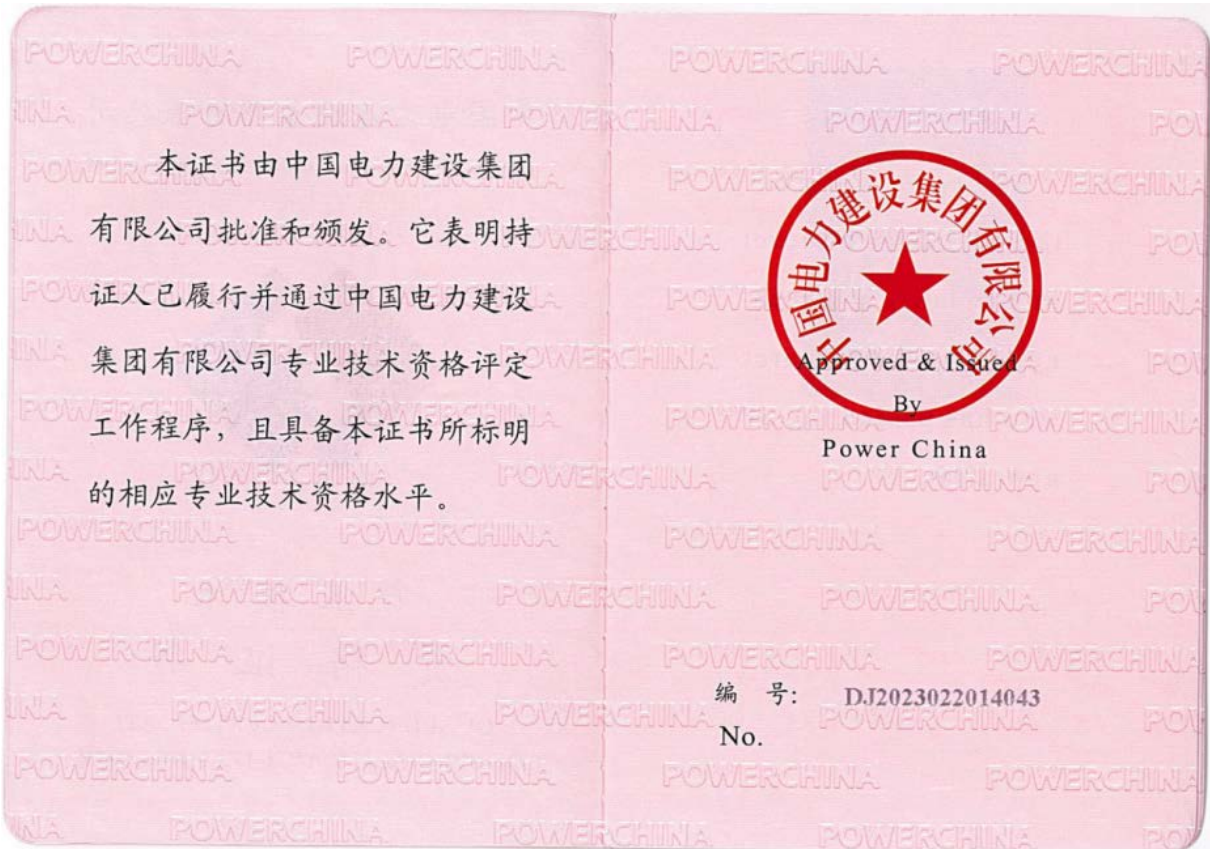 本证书由中国电力建设集团
有限公司批准和颁发。它表明持
证人已履行并通过中国电力建设
集团有限公司专业技术资格评定
工作程序，且具备本证书所标明
的相应专业技术资格水平。
中国电力建设集团有限公司
Approved & Issued
By
Power China
编 号: DJ2023022014043
No.
POWERCHINA POWERCHINA POWERCHINA POWERCHINA